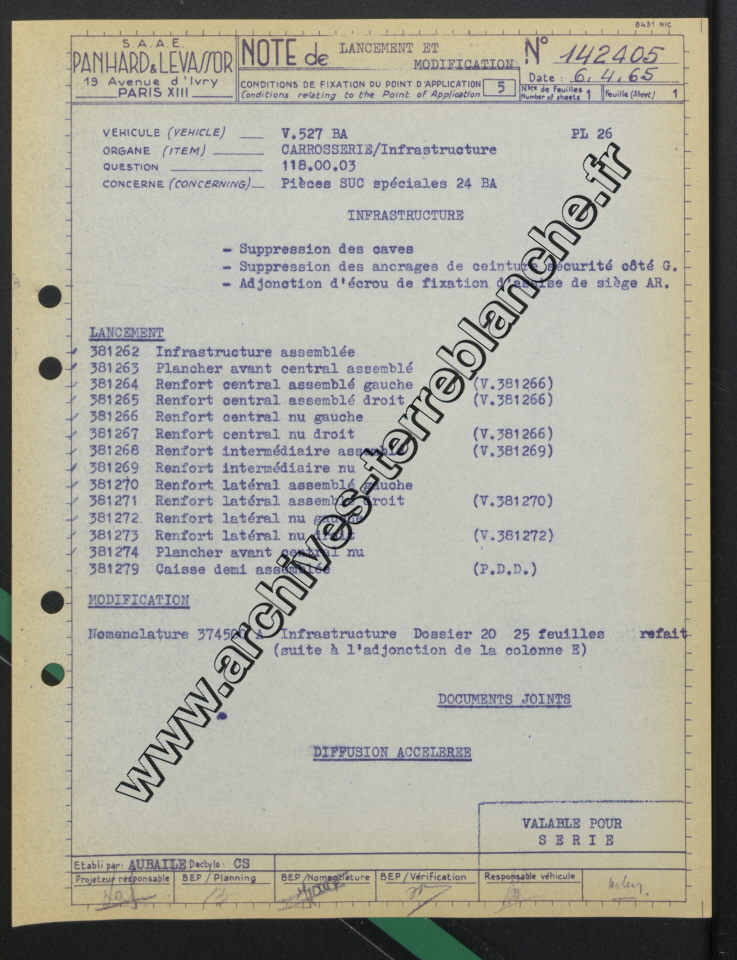 8431 NIC
S.A.A.E.
PANHARD & LEVASSOR
19 Avenue d'Ivry
PARIS XIII
NOTE de LANCEMENT ET
MODIFICATION
CONDITIONS DE FIXATION DU POINT D'APPLICATION 5
Conditions relating to the Point of Application
N° 142405
Date : 6.4.65
Nbre de feuilles 1
Number of sheets
Feuille (Sheet) 1
VÉHICULE (VEHICLE) V.527 BA PL 26
ORGANE (ITEM) CARROSSERIE/Infrastructure
QUESTION 118.00.03
CONCERNE (CONCERNING) Pièces SUC spéciales 24 BA
INFRASTRUCTURE
- Suppression des caves
- Suppression des ancrages de ceinture sécurité côté G.
- Adjonction d'écrou de fixation d'assise de siège AR.
LANCEMENT
381262 Infrastructure assemblée
381263 Plancher avant central assemblé
381264 Renfort central assemblé gauche (V.381266)
381265 Renfort central assemblé droit (V.381266)
381266 Renfort central nu gauche
381267 Renfort central nu droit (V.381266)
381268 Renfort intermédiaire assemblé (V.381269)
381269 Renfort intermédiaire nu
381270 Renfort latéral assemblé gauche
381271 Renfort latéral assemblé droit (V.381270)
381272 Renfort latéral nu gauche
381273 Renfort latéral nu droit (V.381272)
381274 Plancher avant central nu
381279 Caisse demi assemblée (P.D.D.)
MODIFICATION
Nomenclature A Infrastructure Dossier 20 25 feuilles refait
(suite à l'adjonction de la colonne E)
DOCUMENTS JOINTS
DIFFUSION ACCELEREE
VALABLE POUR
SERIE
Etabli par: AUBAILE Dactylo: CS
Projeteur responsable BEP / Planning BEP / Nomenclature BEP / Vérification Responsable véhicule
www.archives-terreblanche.fr